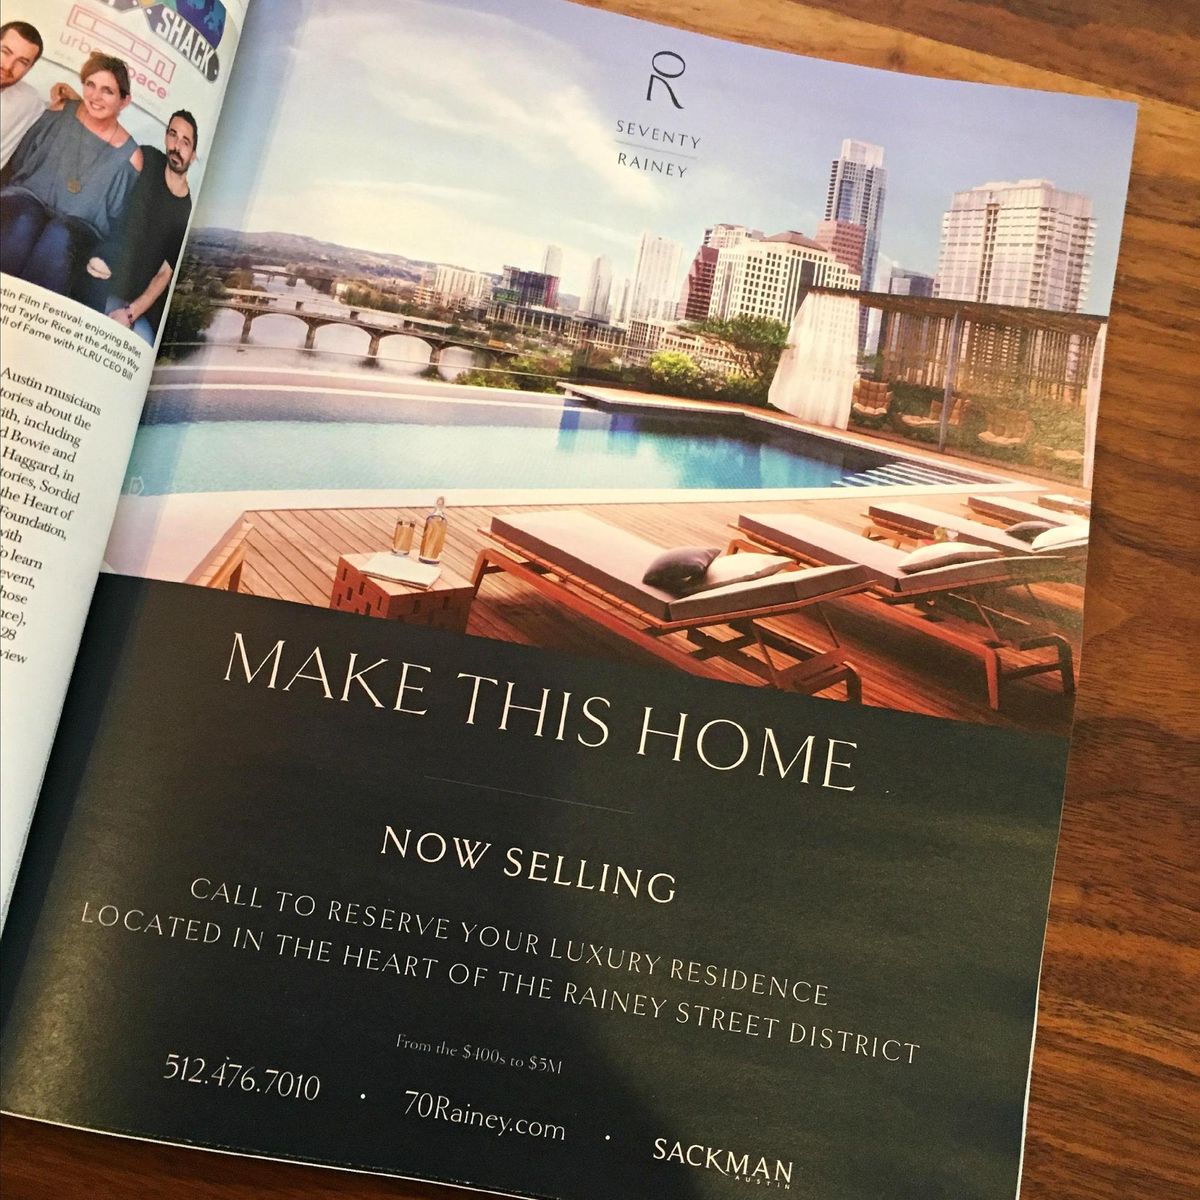 SHACK
urbanspace
stin Film Festival; enjoying Ballet
nd Taylor Rice at the Austin Way
all of Fame with KLRU CEO Bill
Austin musicians
tories about the
ith, including
d Bowie and
Haggard, in
tories, Sordid
the Heart of
Foundation,
with
o learn
event,
hose
nce),
28
view
SEVENTY
RAINEY
MAKE THIS HOME
NOW SELLING
CALL TO RESERVE YOUR LUXURY RESIDENCE
LOCATED IN THE HEART OF THE RAINEY STREET DISTRICT
From the $400s to $5M
512.476.7010 • 70Rainey.com • SACKMAN
AUSTIN